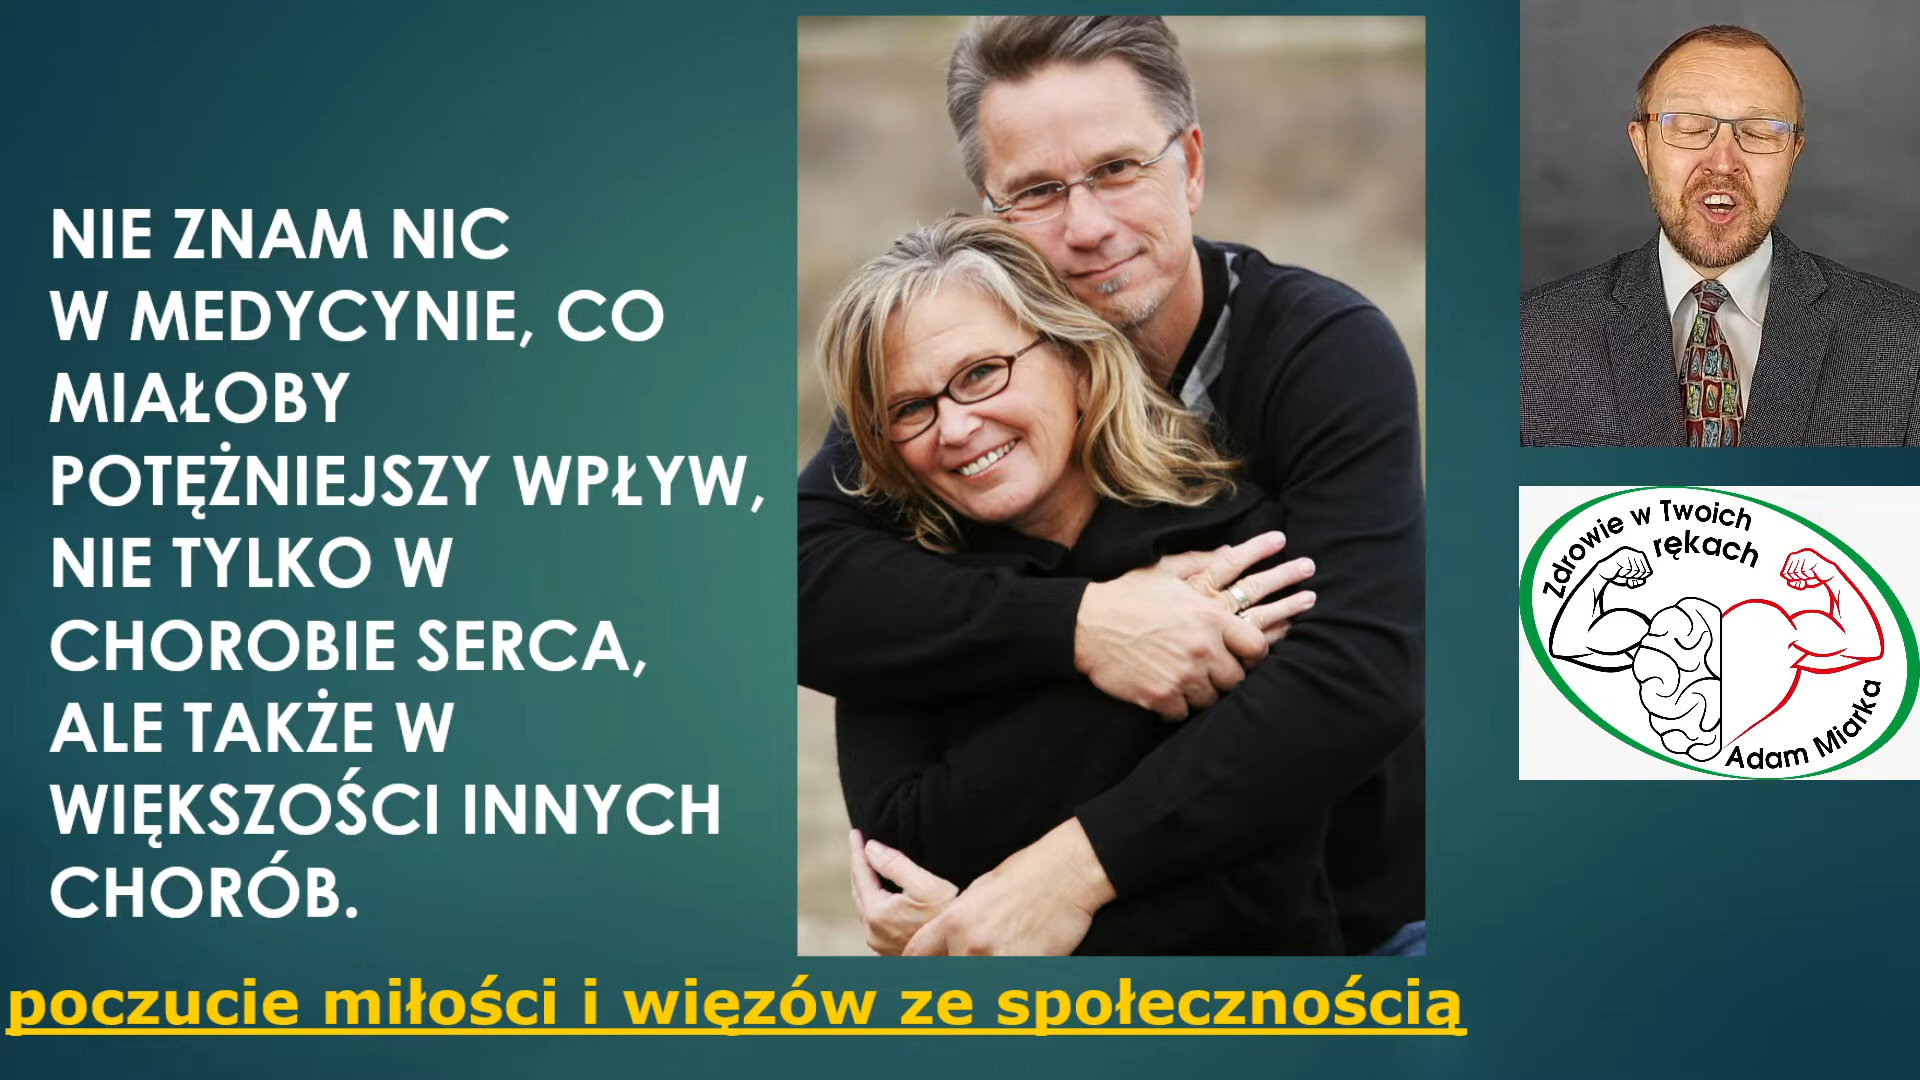 NIE ZNAM NIC
W MEDYCYNIE, CO
MIAŁOBY
POTĘŻNIEJSZY WPŁYW,
NIE TYLKO W
CHOROBIE SERCA,
ALE TAKŻE W
WIĘKSZOŚCI INNYCH
CHORÓB.
poczucie miłości i więzów ze społecznością
Zdrowie w Twoich
rękach
Adam Miarka